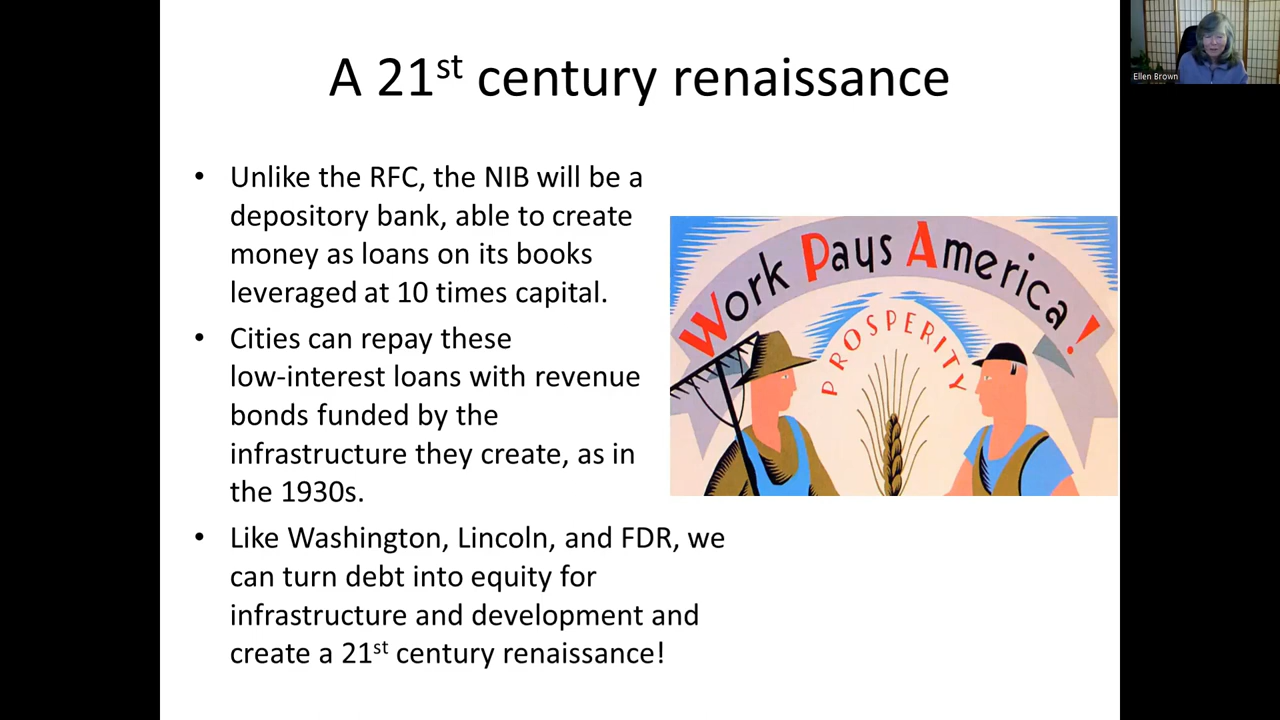 A 21st century renaissance
Ellen Brown
• Unlike the RFC, the NIB will be a
depository bank, able to create
money as loans on its books
leveraged at 10 times capital.
• Cities can repay these
low-interest loans with revenue
bonds funded by the
infrastructure they create, as in
the 1930s.
• Like Washington, Lincoln, and FDR, we
can turn debt into equity for
infrastructure and development and
create a 21st century renaissance!
Work Pays America!
PROSPERITY